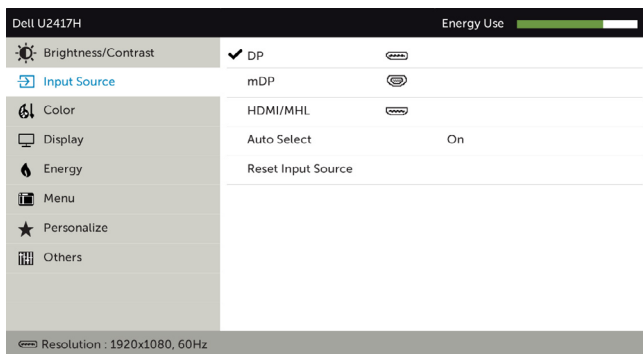 Dell U2417H Energy Use
Brightness/Contrast
Input Source
Color
Display
Energy
Menu
Personalize
Others
DP
mDP
HDMI/MHL
Auto Select On
Reset Input Source
Resolution : 1920x1080, 60Hz